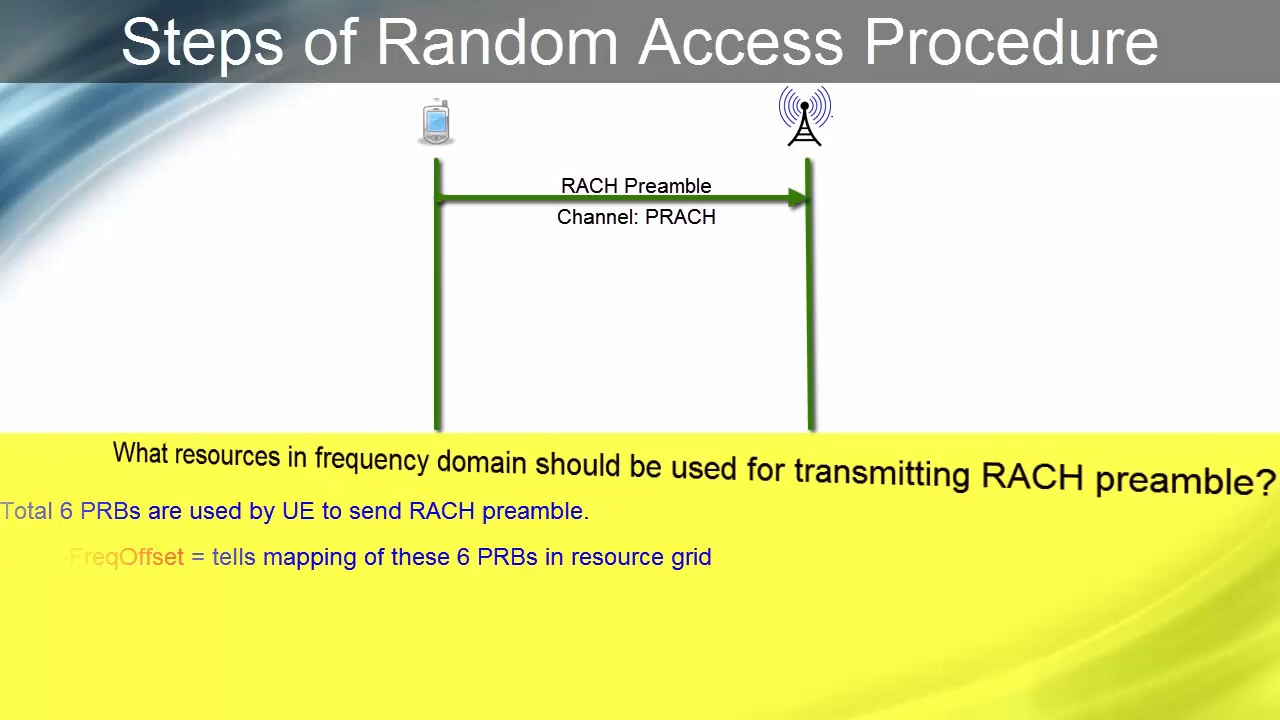 Steps of Random Access Procedure
RACH Preamble
Channel: PRACH
What resources in frequency domain should be used for transmitting RACH preamble?
Total 6 PRBs are used by UE to send RACH preamble.
-FreqOffset = tells mapping of these 6 PRBs in resource grid